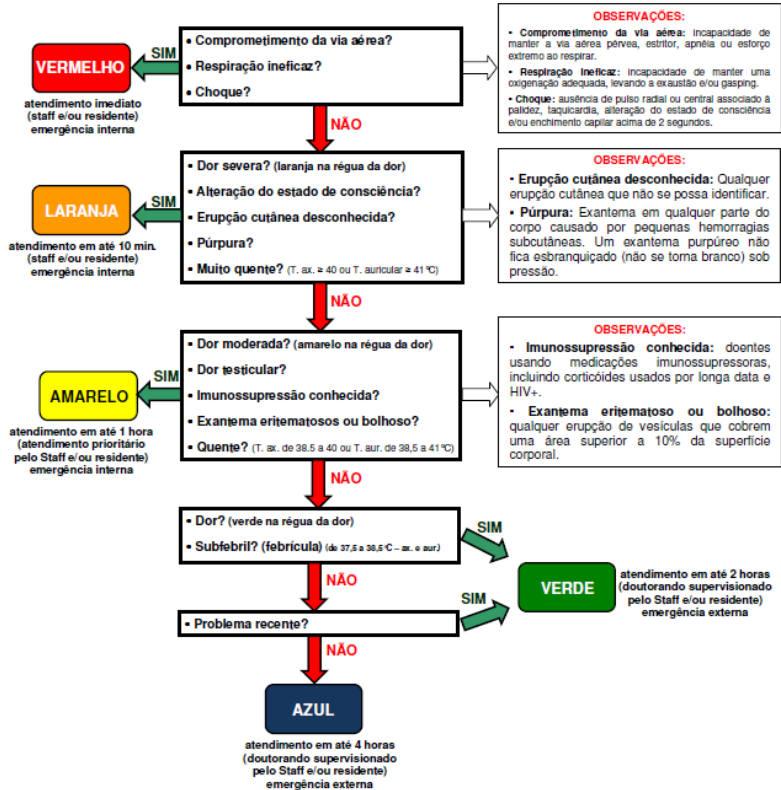 SIM
VERMELHO
atendimento imediato
(staff e/ou residente)
emergência interna
▪ Comprometimento da via aérea?
▪ Respiração ineficaz?
▪ Choque?
OBSERVAÇÕES:
▪ Comprometimento da via aérea: incapacidade de
manter a via aérea pérvea, estritor, apnéia ou esforço
extremo ao respirar.
▪ Respiração Ineficaz: incapacidade de manter uma
oxigenação adequada, levando a exaustão e/ou gasping.
▪ Choque: ausência de pulso radial ou central associado à
palidez, taquicardia, alteração do estado de consciência
e/ou enchimento capilar acima de 2 segundos.
NÃO
SIM
LARANJA
atendimento em até 10 min.
(staff e/ou residente)
emergência interna
▪ Dor severa? (laranja na régua da dor)
▪ Alteração do estado de consciência?
▪ Erupção cutânea desconhecida?
▪ Púrpura?
▪ Muito quente? (T. ax. ≥ 40 ou T. auricular ≥ 41 ºC)
OBSERVAÇÕES:
▪ Erupção cutânea desconhecida: Qualquer
erupção cutânea que não se possa identificar.
▪ Púrpura: Exantema em qualquer parte do
corpo causado por pequenas hemorragias
subcutâneas. Um exantema purpúreo não
fica esbranquiçado (não se torna branco) sob
pressão.
NÃO
SIM
AMARELO
atendimento em até 1 hora
(atendimento prioritário
pelo Staff e/ou residente)
emergência interna
▪ Dor moderada? (amarelo na régua da dor)
▪ Dor testicular?
▪ Imunossupressão conhecida?
▪ Exantema eritematosos ou bolhoso?
▪ Quente? (T. ax. de 38.5 a 40 ou T. aur. de 38,5 a 41ºC)
OBSERVAÇÕES:
▪ Imunossupressão conhecida: doentes
usando medicações imunossupressoras,
incluindo corticóides usados por longa data e
HIV+.
▪ Exantema eritematoso ou bolhoso:
qualquer erupção de vesículas que cobrem
uma área superior a 10% da superfície
corporal.
NÃO
▪ Dor? (verde na régua da dor)
▪ Subfebril? (febrícula) (de 37,5 a 38,5ºC – ax. e aur.)
SIM
NÃO
VERDE
atendimento em até 2 horas
(doutorando supervisionado
pelo Staff e/ou residente)
emergência externa
SIM
▪ Problema recente?
NÃO
AZUL
atendimento em até 4 horas
(doutorando supervisionado
pelo Staff e/ou residente)
emergência externa